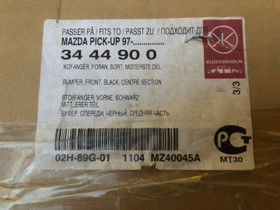 PASSER PÅ / FITS TO / PASST ZU / ПОДХОДИТ ДЛ
MAZDA PICK-UP 97-...............
34 44 90 0
KOFANGER, FORAN, SORT, MIDTERSTE DEL
BUMPER, FRONT, BLACK, CENTRE SECTION
STOßFÄNGER, VORNE, SCHWARZ
MITTLERER TEIL
БУФЕР, СПЕРЕДИ, ЧЕРНЫЙ, СРЕДНЯЯ ЧАСТЬ
02H-89G-01 1104 MZ40045A
KLOKKERHOLM
3/3
МТ30